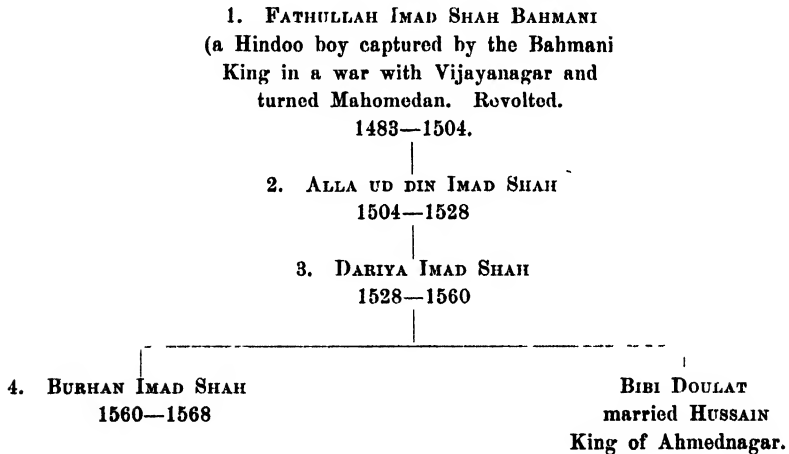 1. Fathullah Imad Shah Bahmani
(a Hindoo boy captured by the Bahmani
King in a war with Vijayanagar and
turned Mahomedan. Revolted.
1483—1504.
2. Alla ud din Imad Shah
1504—1528
3. Dariya Imad Shah
1528—1560
4. Burhan Imad Shah
1560—1568
Bibi Doulat
married Hussain
King of Ahmednagar.